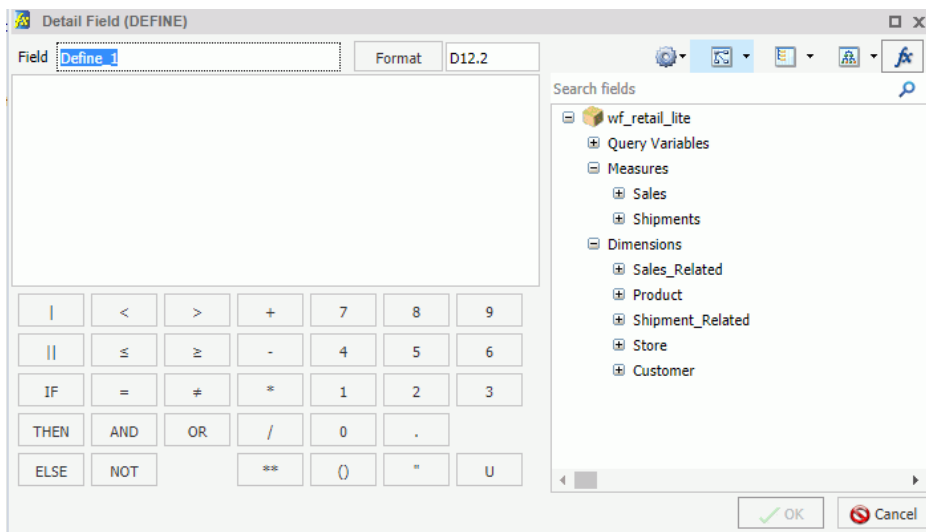 Detail Field (DEFINE)
Field Define_1 Format D12.2
fx
Search fields
wf_retail_lite
Query Variables
Measures
Sales
Shipments
Dimensions
Sales_Related
Product
Shipment_Related
Store
Customer
| < > + 7 8 9
|| ≤ ≥ - 4 5 6
IF = ≠ * 1 2 3
THEN AND OR / 0 .
ELSE NOT ** () " U
OK Cancel